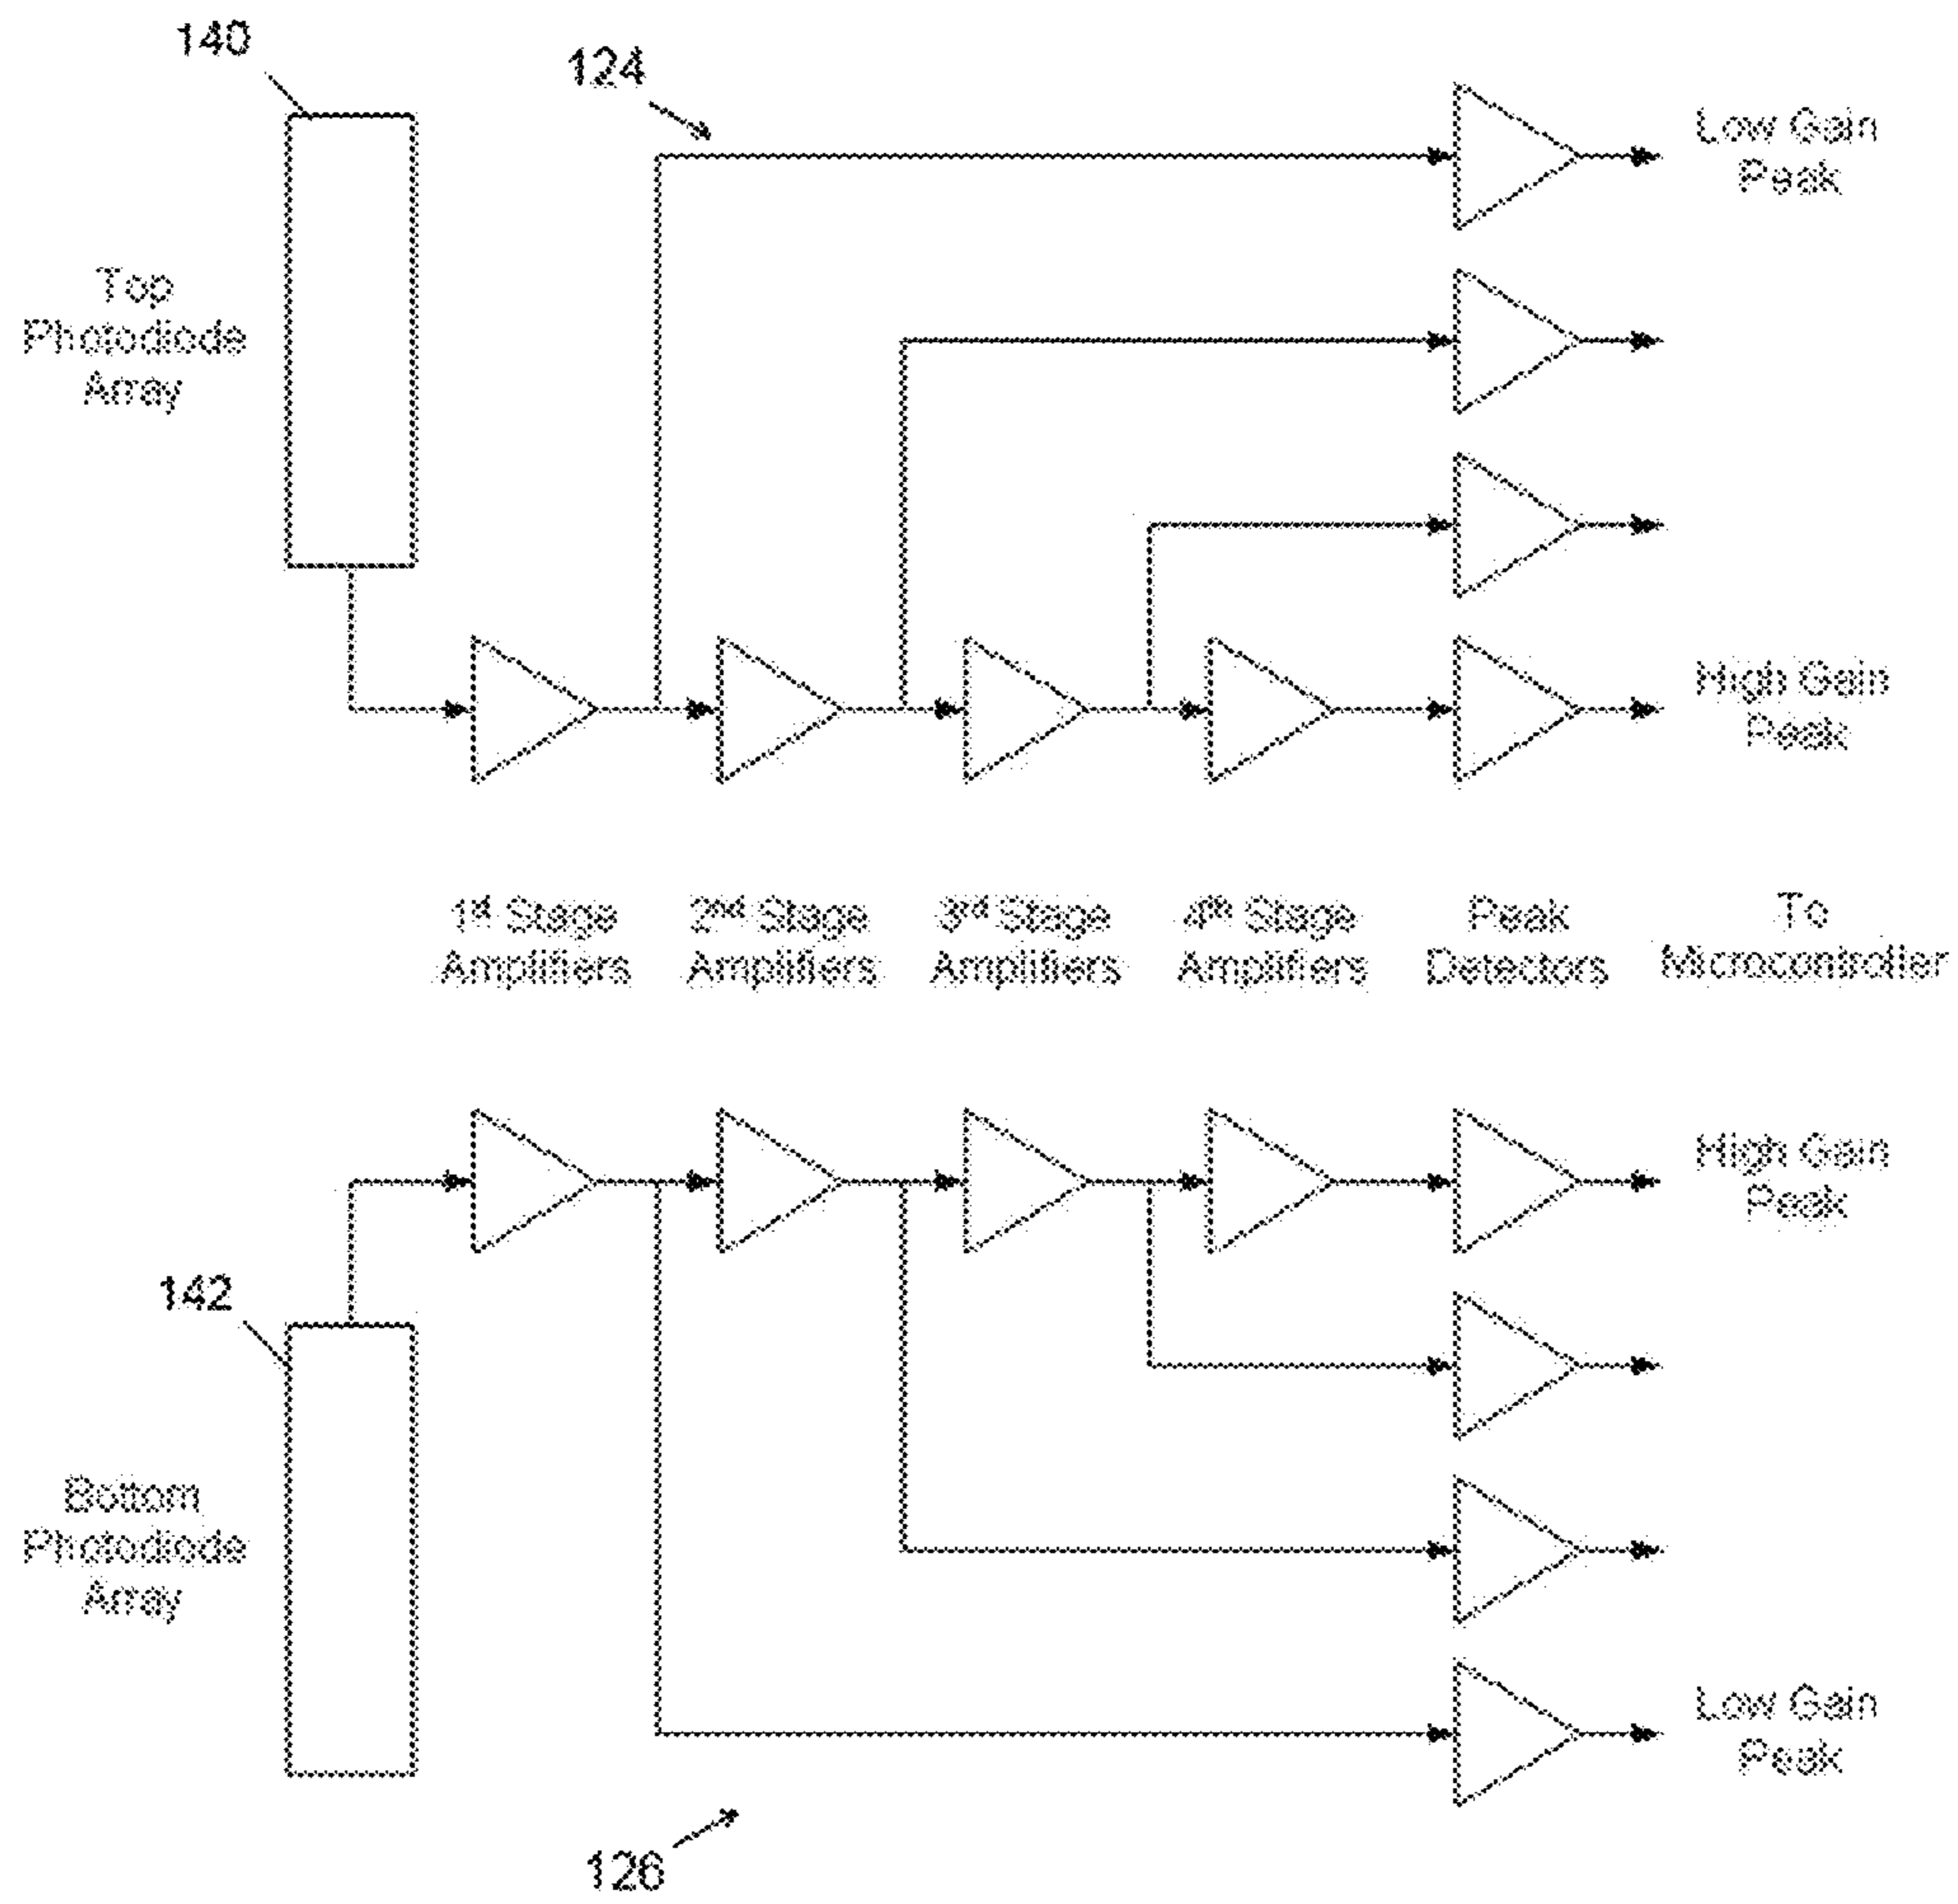 140
124
Low Gain
Peak
Top
Photodiode
Array
High Gain
Peak
1st Stage
Amplifiers
2nd Stage
Amplifiers
3rd Stage
Amplifiers
4th Stage
Amplifiers
Peak
Detectors
To
Microcontroller
High Gain
Peak
142
Bottom
Photodiode
Array
Low Gain
Peak
126